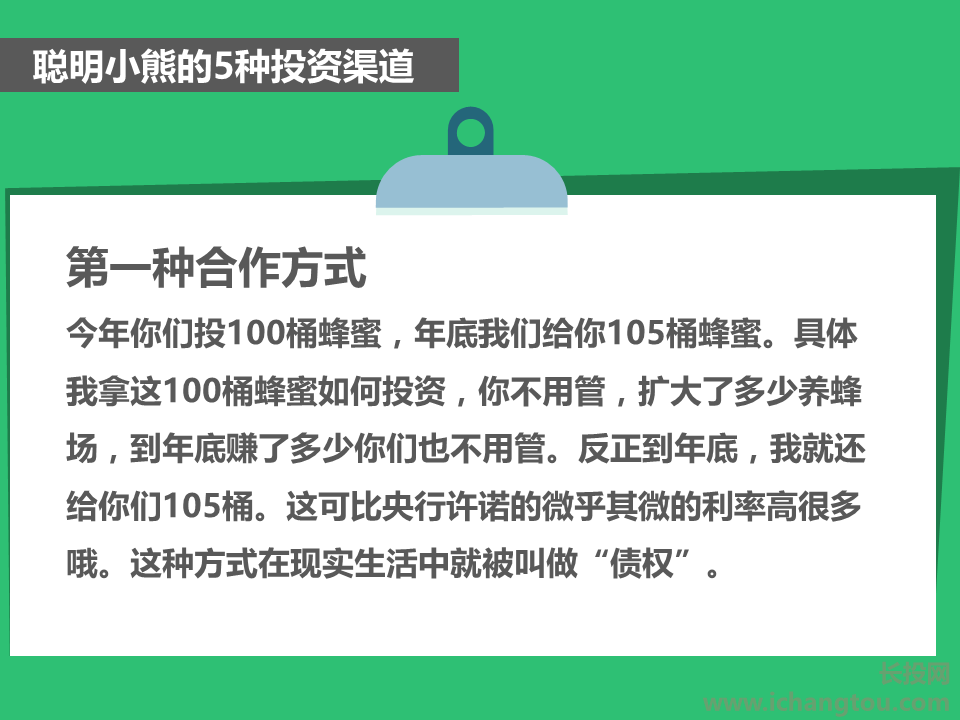 聪明小熊的5种投资渠道
第一种合作方式
今年你们投100桶蜂蜜，年底我们给你105桶蜂蜜。具体
我拿这100桶蜂蜜如何投资，你不用管，扩大了多少养蜂
场，到年底赚了多少你们也不用管。反正到年底，我就还
给你们105桶。这可比央行许诺的微乎其微的利率高很多
哦。这种方式在现实生活中就被叫做“债权”。
长投网
www.ichangtou.com